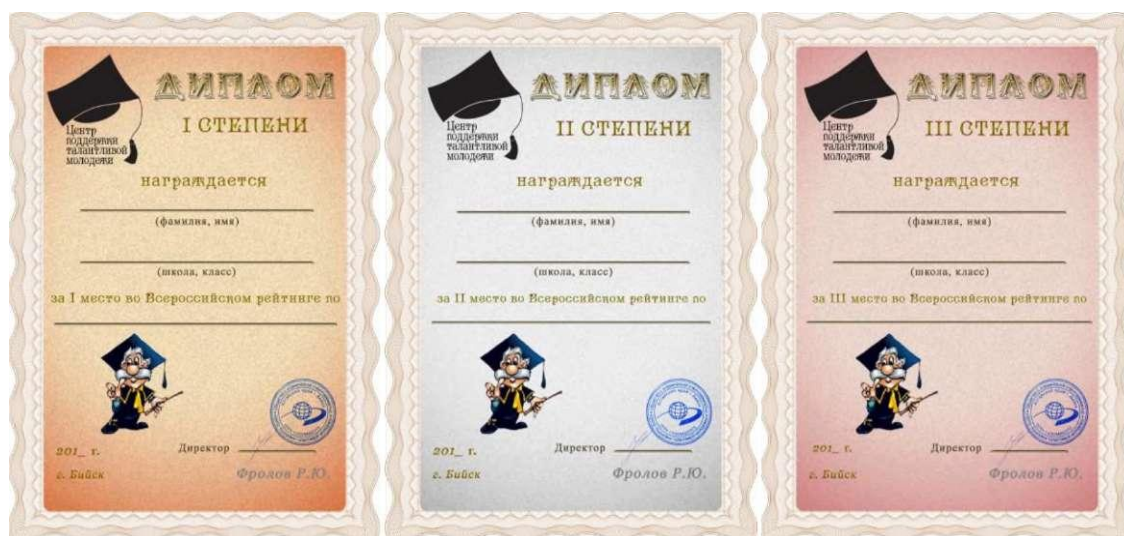 Центр
поддержки
талантливой
молодежи
ДИПЛОМ
I СТЕПЕНИ
награждается
(фамилия, имя)
(школа, класс)
за I место во Всероссийском рейтинге по
201_ г.
Директор
г. Бийск
Фролов Р.Ю.
Центр
поддержки
талантливой
молодежи
ДИПЛОМ
II СТЕПЕНИ
награждается
(фамилия, имя)
(школа, класс)
за II место во Всероссийском рейтинге по
201_ г.
Директор
г. Бийск
Фролов Р.Ю.
Центр
поддержки
талантливой
молодежи
ДИПЛОМ
III СТЕПЕНИ
награждается
(фамилия, имя)
(школа, класс)
за III место во Всероссийском рейтинге по
201_ г.
Директор
г. Бийск
Фролов Р.Ю.